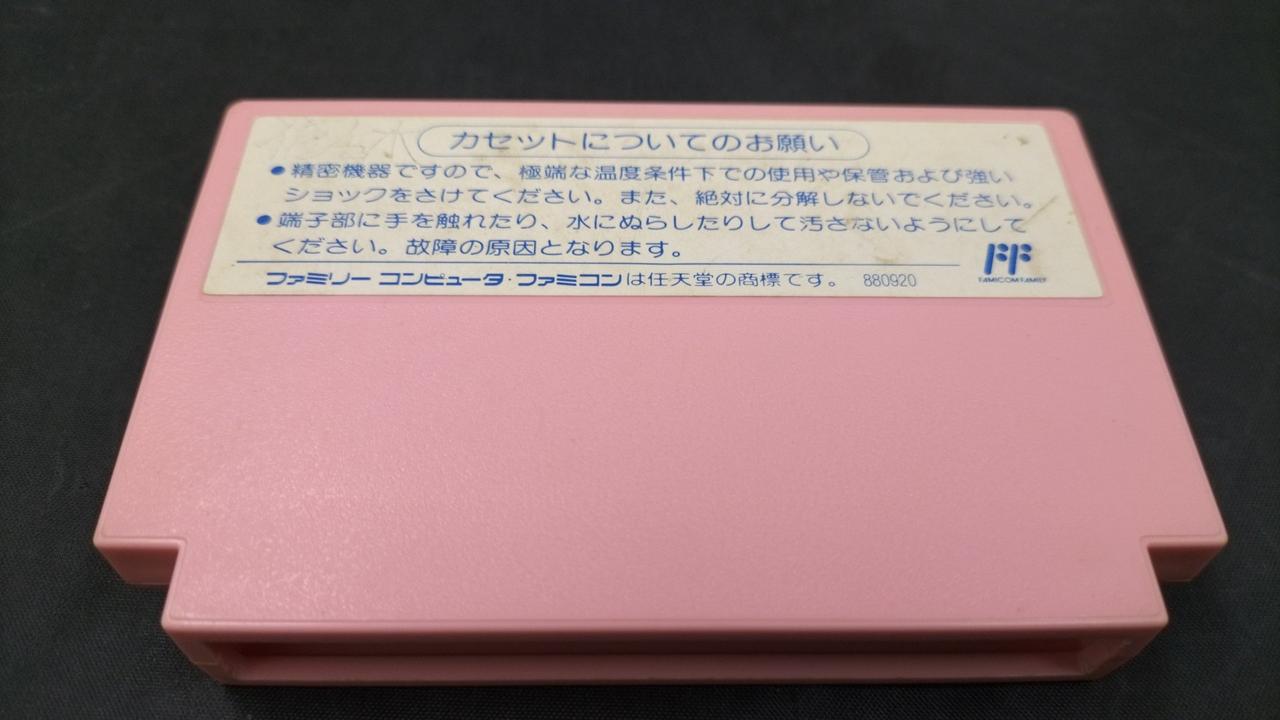 カセットについてのお願い
●精密機器ですので、極端な温度条件下での使用や保管および強い
ショックをさけてください。また、絶対に分解しないでください。
●端子部に手を触れたり、水にぬらしたりして汚さないようにして
ください。故障の原因となります。
ファミリーコンピュータ・ファミコンは任天堂の商標です。 880920
FF
FAMICOM FAMILY